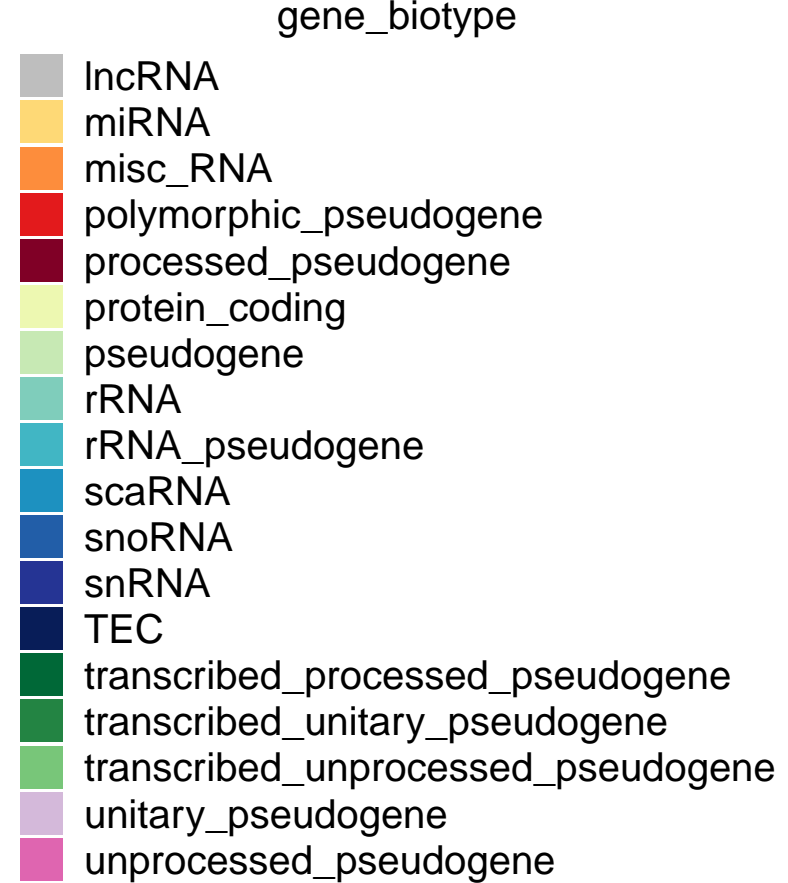 gene_biotype
lncRNA
miRNA
misc_RNA
polymorphic_pseudogene
processed_pseudogene
protein_coding
pseudogene
rRNA
rRNA_pseudogene
scaRNA
snoRNA
snRNA
TEC
transcribed_processed_pseudogene
transcribed_unitary_pseudogene
transcribed_unprocessed_pseudogene
unitary_pseudogene
unprocessed_pseudogene